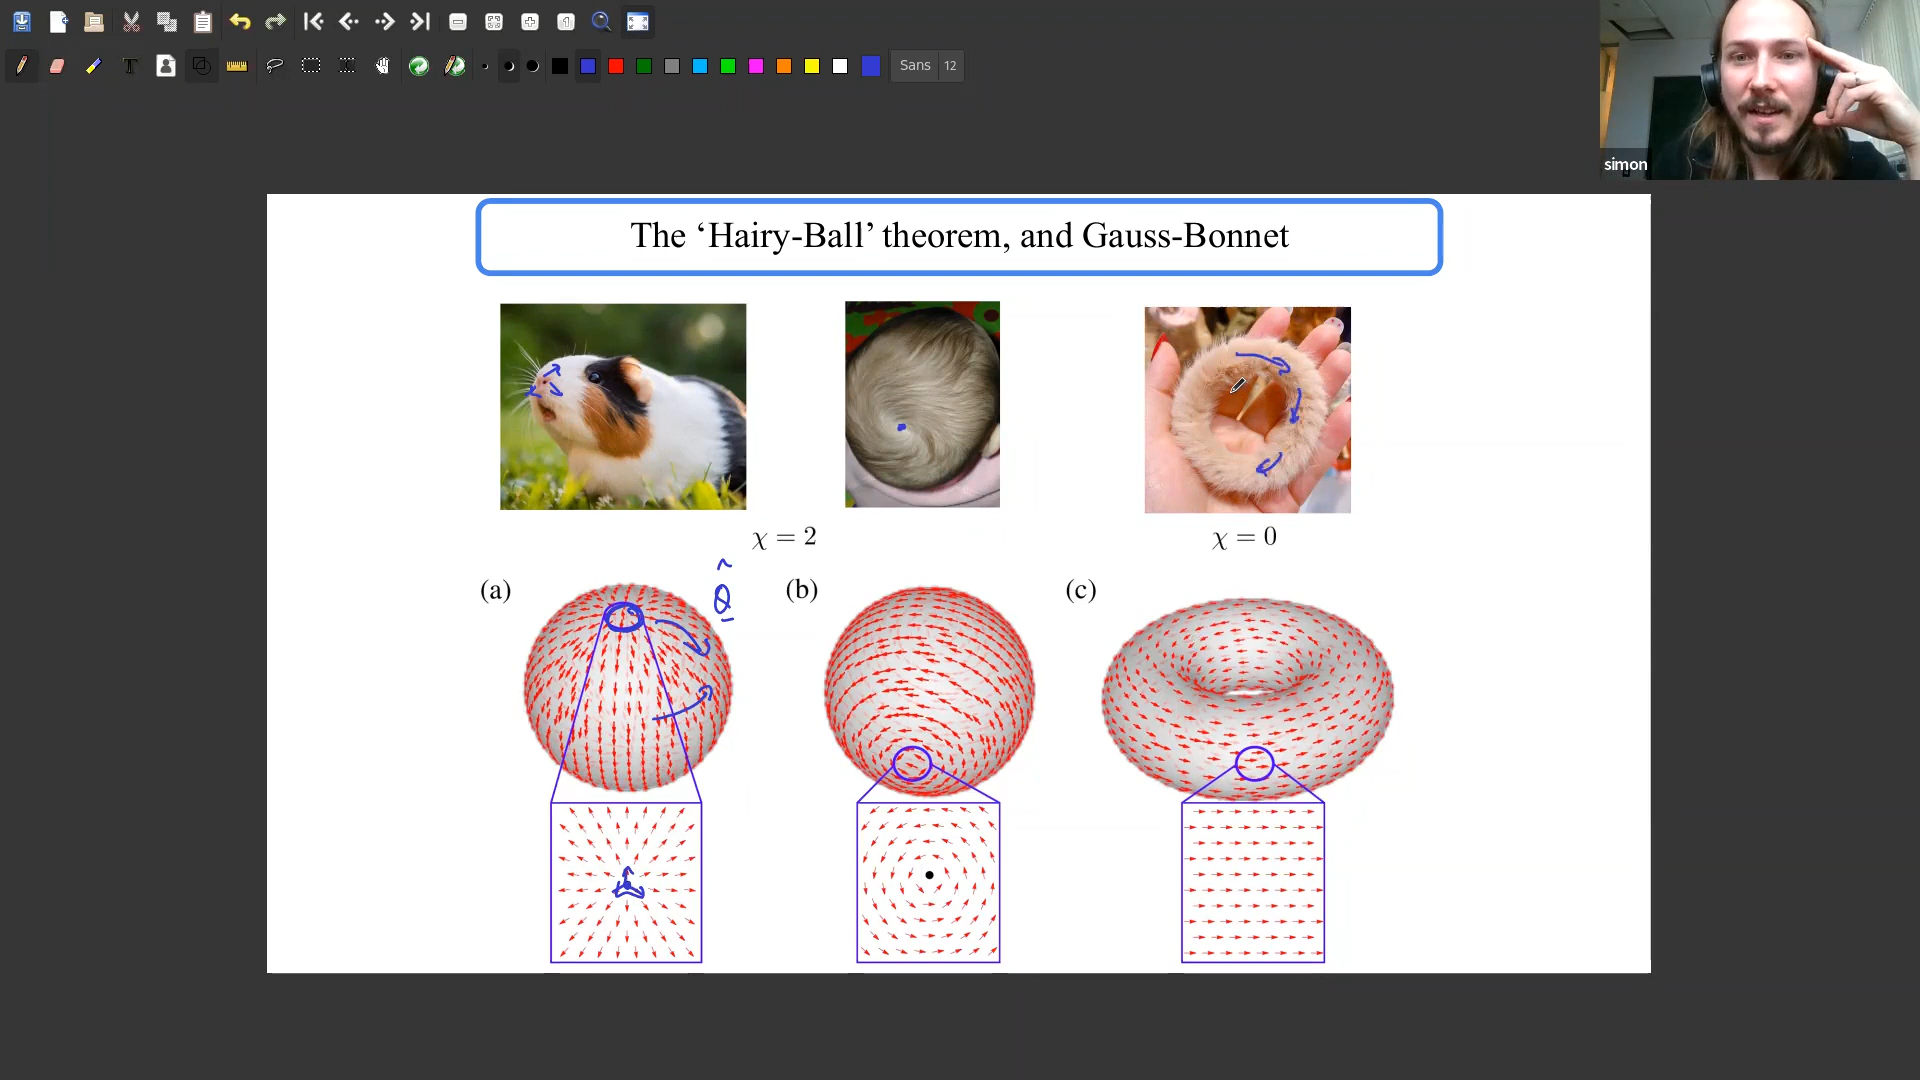 Sans 12
simon
The ‘Hairy-Ball’ theorem, and Gauss-Bonnet
χ = 2
χ = 0
(a)
θ̂
(b)
(c)